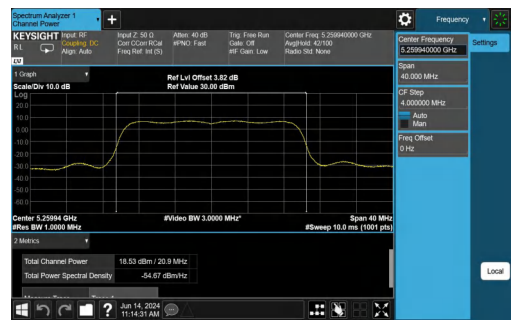 Spectrum Analyzer 1
Channel Power
Frequency
KEYSIGHT
RL
Input: RF
Coupling: DC
Align: Auto
Input Z: 50 Ω
Corr CCorr RCal
Freq Ref: Int (S)
Atten: 40 dB
#PNO: Fast
Trig: Free Run
Gate: Off
#IF Gain: Low
Center Freq: 5.259940000 GHz
Avg|Hold: 42/100
Radio Std: None
LW
Center Frequency
5.259940000 GHz
Settings
Span
40.000 MHz
CF Step
4.000000 MHz
Auto
Man
Freq Offset
0 Hz
Local
1 Graph
Scale/Div 10.0 dB
Ref Lvl Offset 3.82 dB
Ref Value 30.00 dBm
Log
20.0
10.0
0.00
-10.0
-20.0
-30.0
-40.0
-50.0
-60.0
Center 5.25994 GHz
#Video BW 3.0000 MHz*
Span 40 MHz
#Res BW 1.0000 MHz
#Sweep 10.0 ms (1001 pts)
2 Metrics
Total Channel Power
18.53 dBm / 20.9 MHz
Total Power Spectral Density
-54.67 dBm/Hz
Jun 14, 2024
11:14:31 AM